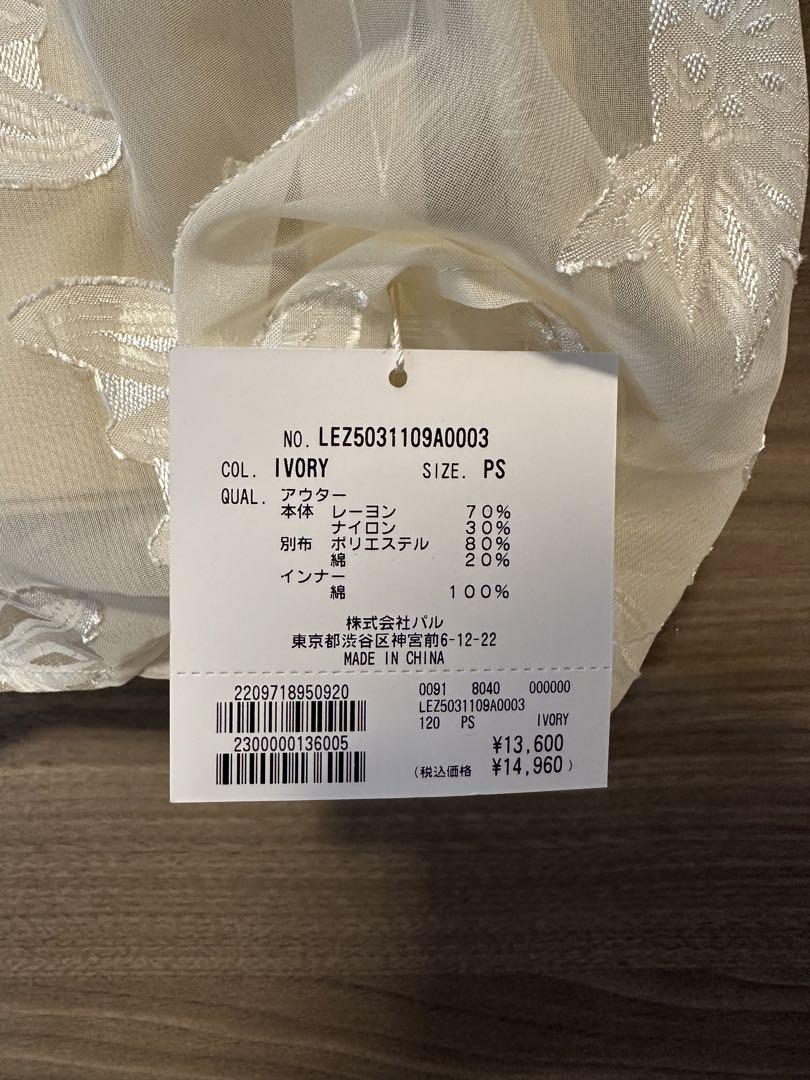 NO. LEZ5031109A0003
COL. IVORY SIZE. PS
QUAL. アウター
本体 レーヨン 70%
ナイロン 30%
別布 ポリエステル 80%
綿 20%
インナー
綿 100%
株式会社パル
東京都渋谷区神宮前6-12-22
MADE IN CHINA
2209718950920
2300000136005
0091 8040 000000
LEZ5031109A0003
120 PS IVORY
¥13,600
(税込価格 ¥14,960)